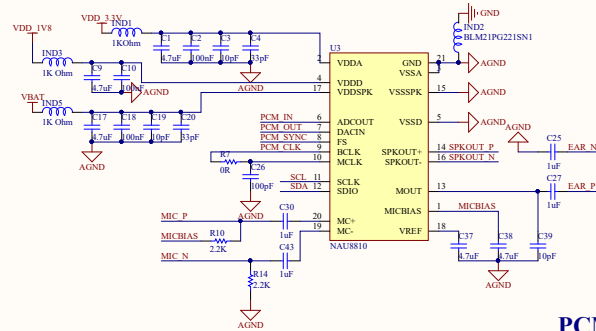 VDD_3.3V
IND1
1KOhm
C1
4.7uF
C2
100nF
C3
10pF
C4
33pF
AGND
GND
IND2
BLM21PG221SN1
VDD_1V8
IND3
1K Ohm
C9
4.7uF
C10
100nF
AGND
VBAT
IND5
1K Ohm
C17
4.7uF
C18
100nF
C19
10pF
C20
33pF
AGND
U3
2 VDDA
4 VDDD
17 VDDSPK
PCM_IN 6 ADCOUT
PCM_OUT 7 DACIN
PCM_SYNC 8 FS
PCM_CLK 9 BCLK
10 MCLK
R7
0R
C26
100pF
AGND
SCL 11 SCLK
SDA 12 SDIO
MIC_P
C30
1uF
20 MC+
19 MC-
MICBIAS
R10
2.2K
MIC_N
C43
1uF
R14
2.2K
AGND
NAU8810
GND 21
VSSA 3
AGND
VSSSPK 15
AGND
VSSD 5
AGND
AGND
SPKOUT+ 14 SPKOUT_P
SPKOUT- 16 SPKOUT_N
C25
1uF
EAR_N
MOUT 13
C27
1uF
EAR_P
MICBIAS 1 MICBIAS
VREF 18
C37
4.7uF
C38
4.7uF
C39
10pF
AGND